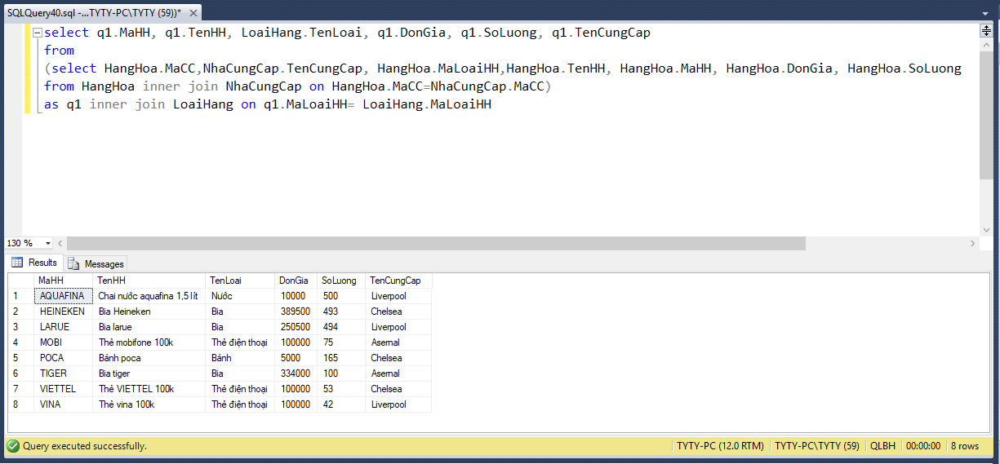 SQLQuery40.sql -...TYTY-PC\TYTY (59))*
select q1.MaHH, q1.TenHH, LoaiHang.TenLoai, q1.DonGia, q1.SoLuong, q1.TenCungCap
from
(select HangHoa.MaCC,NhaCungCap.TenCungCap, HangHoa.MaLoaiHH,HangHoa.TenHH, HangHoa.MaHH, HangHoa.DonGia, HangHoa.SoLuong
from HangHoa inner join NhaCungCap on HangHoa.MaCC=NhaCungCap.MaCC)
as q1 inner join LoaiHang on q1.MaLoaiHH= LoaiHang.MaLoaiHH
130 %
Results Messages
MaHH TenHH TenLoai DonGia SoLuong TenCungCap
1 AQUAFINA Chai nước aquafina 1,5 lít Nước 10000 500 Liverpool
2 HEINEKEN Bia Heineken Bia 389500 493 Chelsea
3 LARUE Bia larue Bia 250500 494 Liverpool
4 MOBI Thẻ mobifone 100k Thẻ điện thoại 100000 75 Asernal
5 POCA Bánh poca Bánh 5000 165 Chelsea
6 TIGER Bia tiger Bia 334000 100 Asernal
7 VIETTEL Thẻ VIETTEL 100k Thẻ điện thoại 100000 53 Chelsea
8 VINA Thẻ vina 100k Thẻ điện thoại 100000 42 Liverpool
Query executed successfully. TYTY-PC (12.0 RTM) TYTY-PC\TYTY (59) QLBH 00:00:00 8 rows